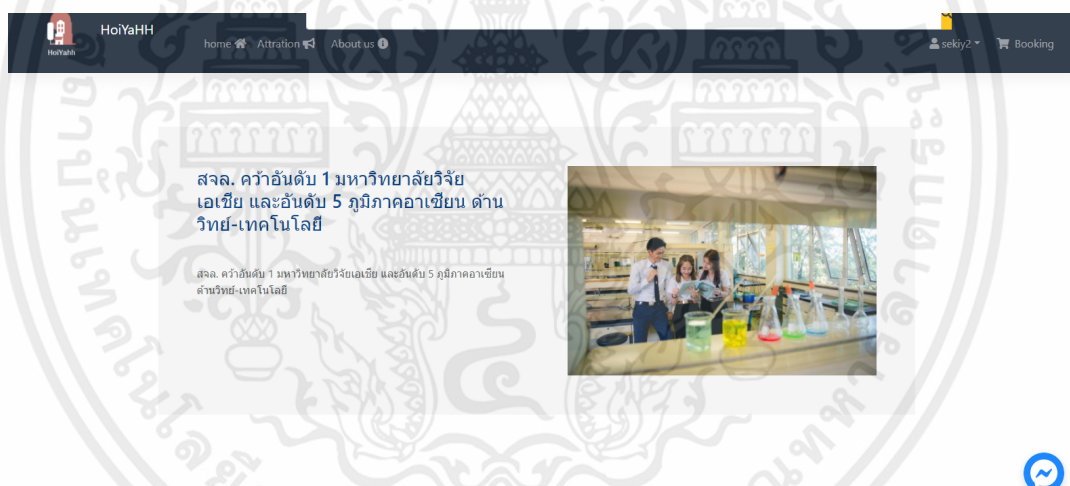 HoiYaHH
HoiYahh
home Attration About us
sekiy2 Booking
สจล. คว้าอันดับ 1 มหาวิทยาลัยวิจัย
เอเชีย และอันดับ 5 ภูมิภาคอาเซียน ด้าน
วิทย์-เทคโนโลยี
สจล. คว้าอันดับ 1 มหาวิทยาลัยวิจัยเอเชีย และอันดับ 5 ภูมิภาคอาเซียน
ด้านวิทย์-เทคโนโลยี